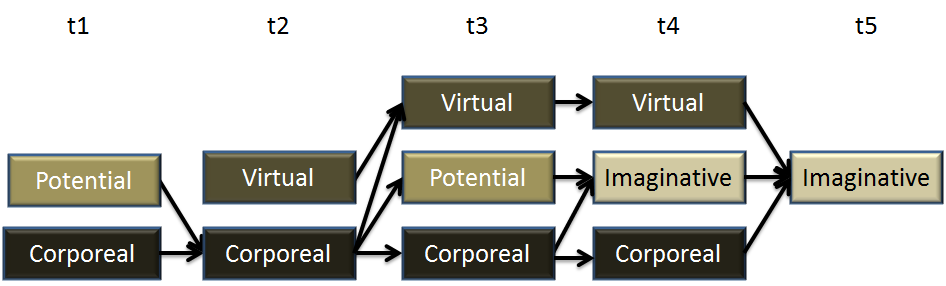 t1 t2 t3 t4 t5
Virtual Virtual
Potential Virtual Potential Imaginative Imaginative
Corporeal Corporeal Corporeal Corporeal